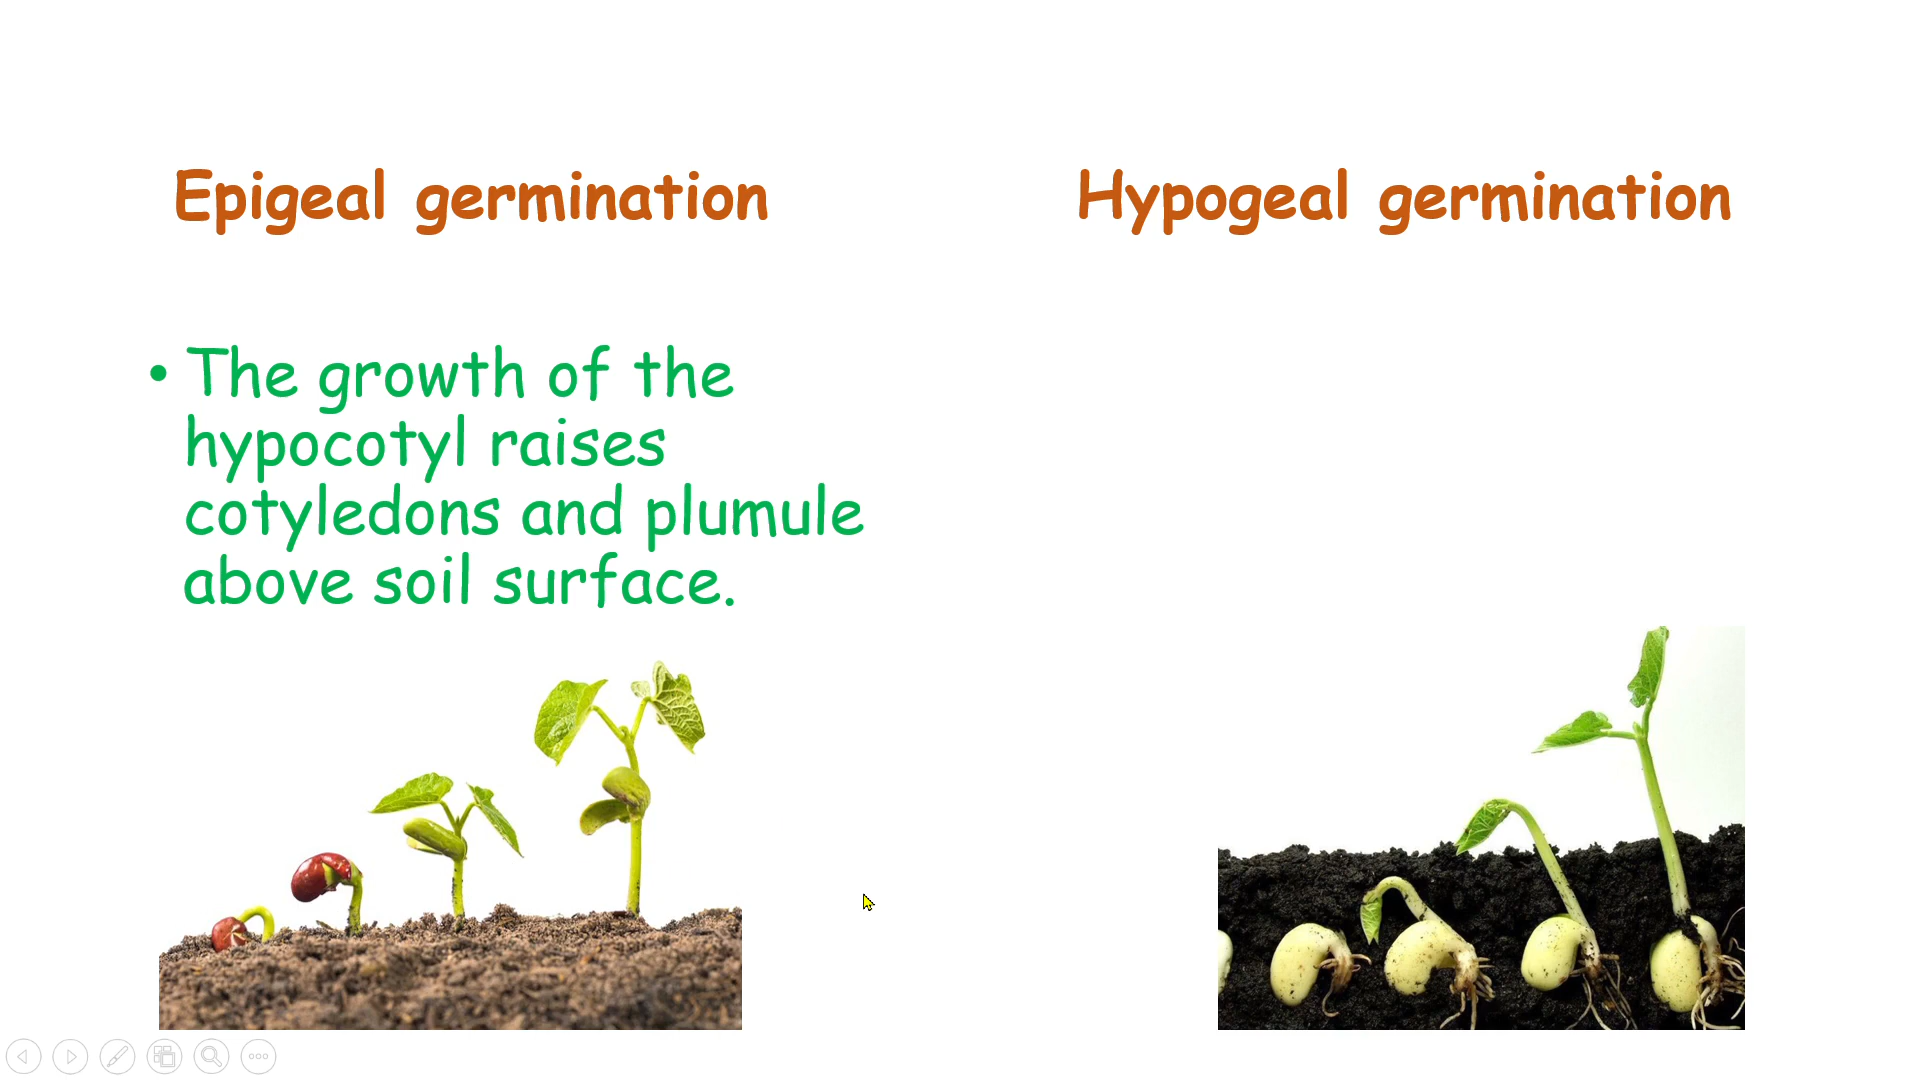 Epigeal germination
Hypogeal germination
• The growth of the
hypocotyl raises
cotyledons and plumule
above soil surface.